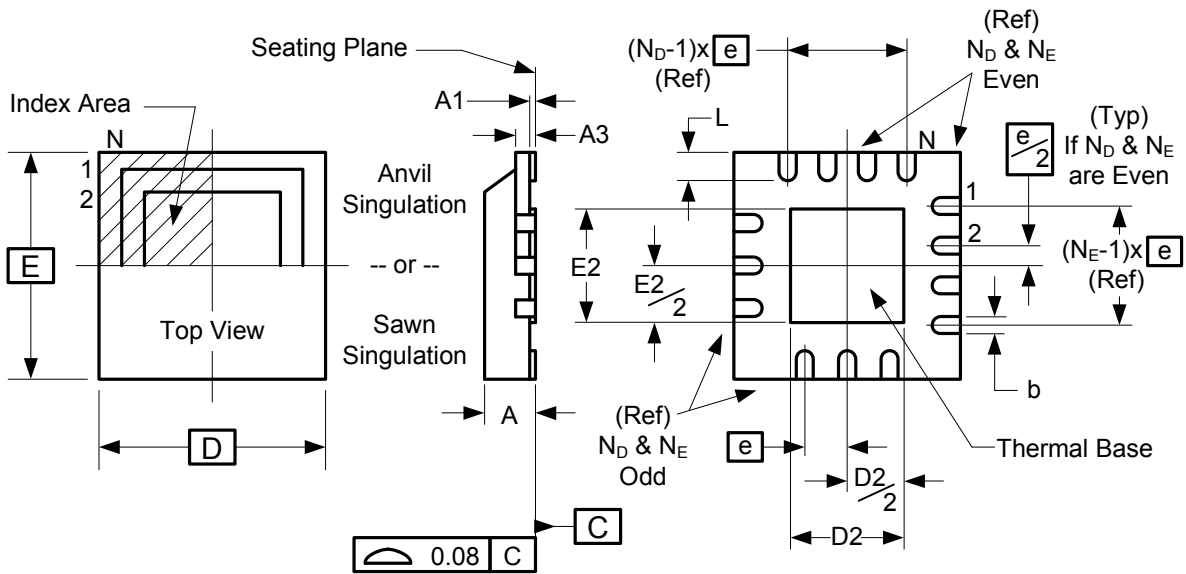 Seating Plane
Index Area
N
1
2
E
Top View
D
Anvil
Singulation
-- or --
Sawn
Singulation
A1
A3
A
0.08 C
C
(N_D-1)x e
(Ref)
(Ref)
N_D & N_E
Even
L
N
e/2
(Typ)
If N_D & N_E
are Even
1
2
(N_E-1)x e
(Ref)
E2
E2/2
b
(Ref)
N_D & N_E
Odd
e
D2/2
D2
Thermal Base